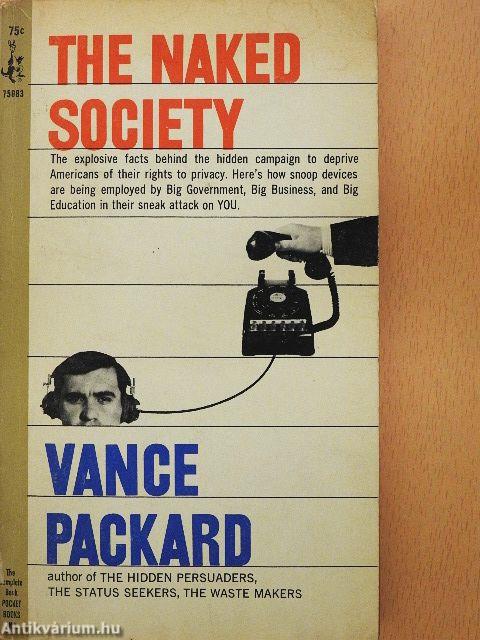 75c
75883
THE NAKED
SOCIETY
The explosive facts behind the hidden campaign to deprive
Americans of their rights to privacy. Here's how snoop devices
are being employed by Big Government, Big Business, and Big
Education in their sneak attack on YOU.
VANCE
PACKARD
author of THE HIDDEN PERSUADERS,
THE STATUS SEEKERS, THE WASTE MAKERS
The
Complete
Book
POCKET
BOOKS
Antikvárium.hu